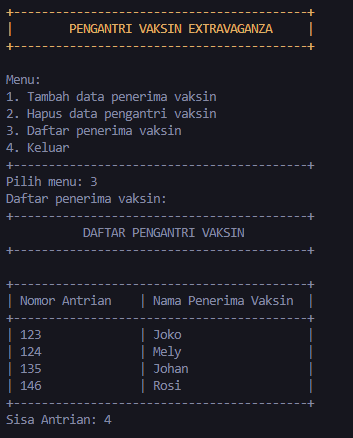 +------------------------------------------+
|        PENGANTRI VAKSIN EXTRAVAGANZA     |
+------------------------------------------+
Menu:
1. Tambah data penerima vaksin
2. Hapus data pengantri vaksin
3. Daftar penerima vaksin
4. Keluar
+------------------------------------------+
Pilih menu: 3
Daftar penerima vaksin:
+------------------------------------------+
           DAFTAR PENGANTRI VAKSIN
+------------------------------------------+
+------------------------------------------+
| Nomor Antrian    | Nama Penerima Vaksin  |
+------------------------------------------+
| 123              | Joko                  |
| 124              | Mely                  |
| 135              | Johan                 |
| 146              | Rosi                  |
+------------------------------------------+
Sisa Antrian: 4